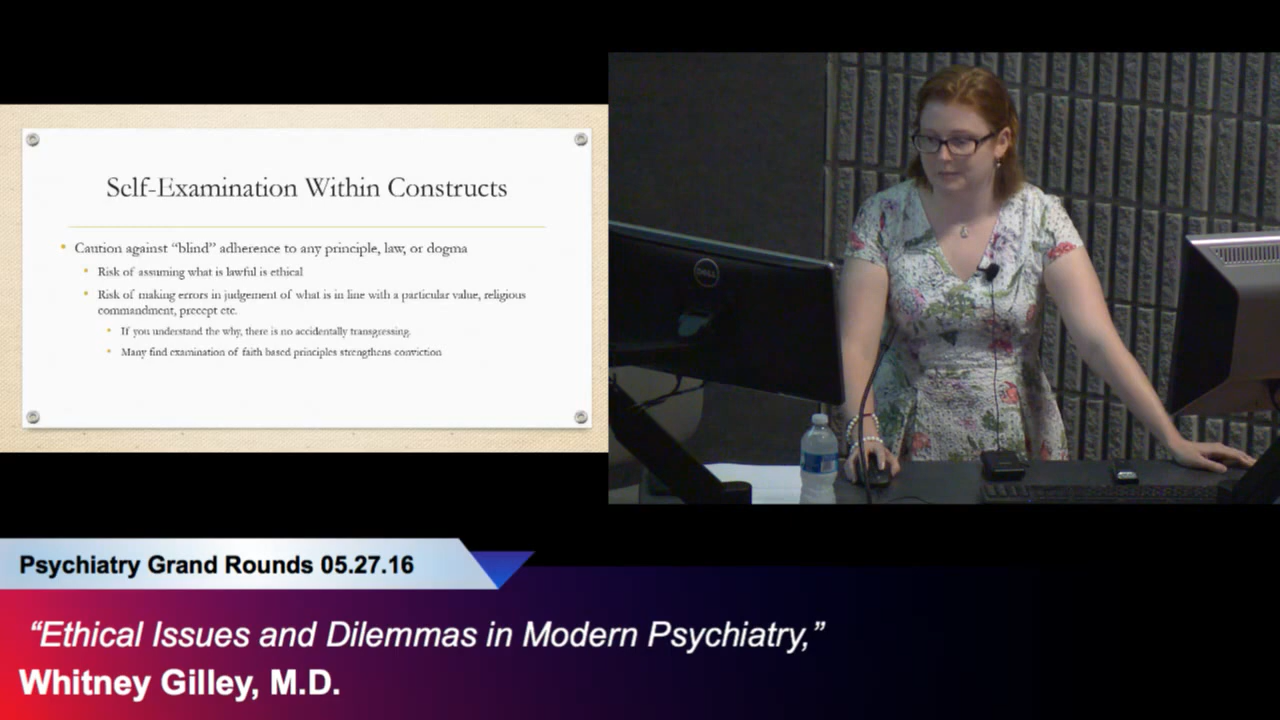 Self-Examination Within Constructs
• Caution against “blind” adherence to any principle, law, or dogma
• Risk of assuming what is lawful is ethical
• Risk of making errors in judgement of what is in line with a particular value, religious
commandment, precept etc.
• If you understand the why, there is no accidentally transgressing.
• Many find examination of faith based principles strengthens conviction
DELL
Psychiatry Grand Rounds 05.27.16
“Ethical Issues and Dilemmas in Modern Psychiatry,”
Whitney Gilley, M.D.